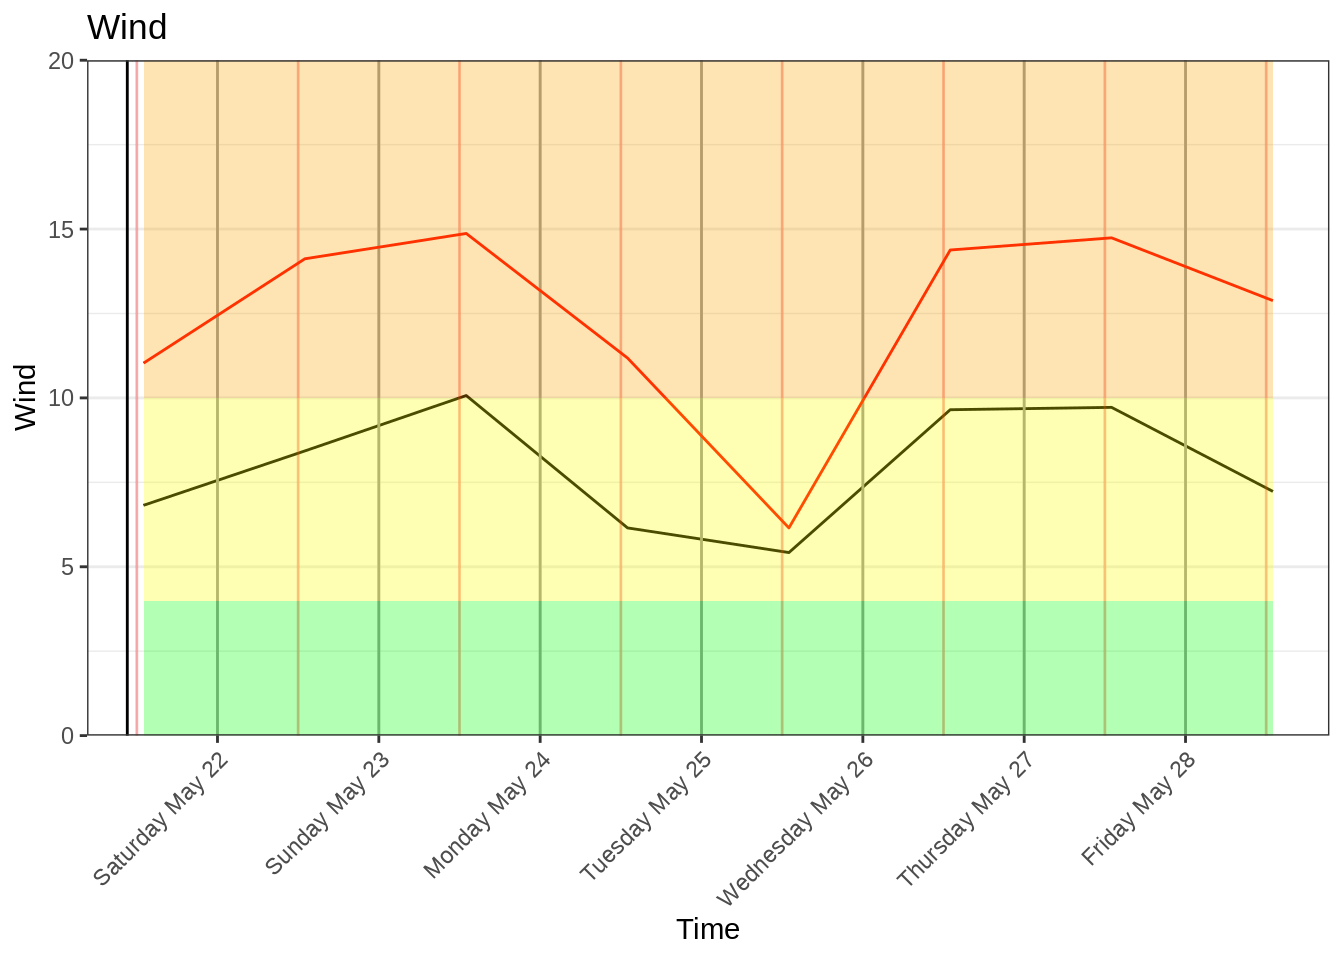 Wind
20
15
10
5
0
Wind
Saturday May 22
Sunday May 23
Monday May 24
Tuesday May 25
Wednesday May 26
Thursday May 27
Friday May 28
Time